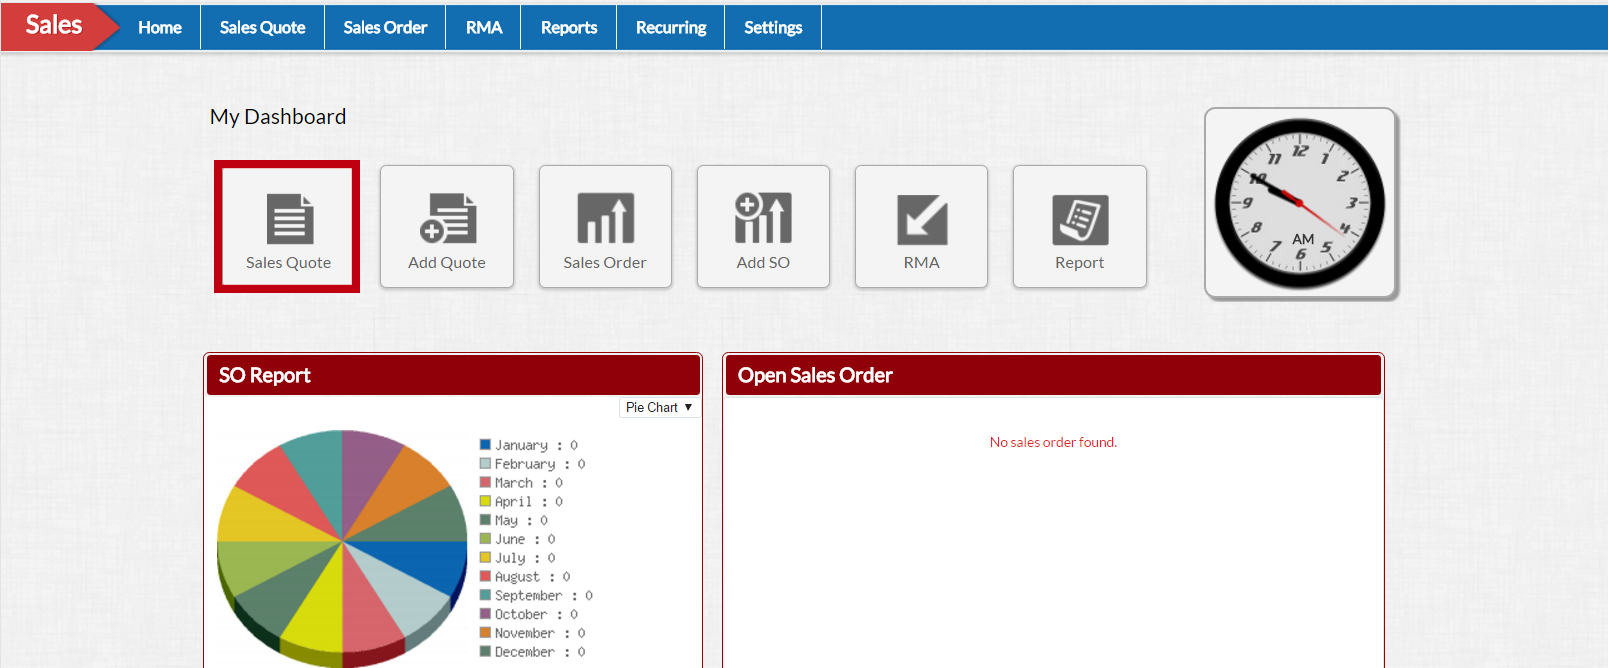 Sales
Home
Sales Quote
Sales Order
RMA
Reports
Recurring
Settings
My Dashboard
Sales Quote
Add Quote
Sales Order
Add SO
RMA
Report
12
1
2
3
4
5
6
7
8
9
10
11
AM
SO Report
Pie Chart ▼
January : 0
February : 0
March : 0
April : 0
May : 0
June : 0
July : 0
August : 0
September : 0
October : 0
November : 0
December : 0
Open Sales Order
No sales order found.